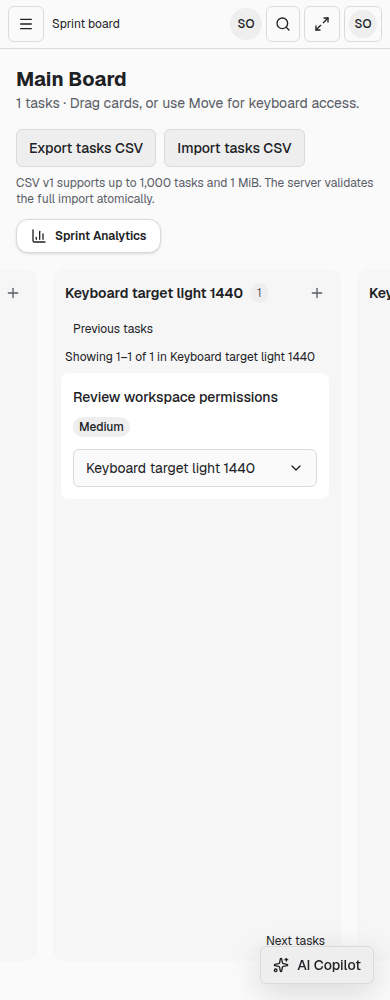 Sprint board
SO
SO
Main Board
1 tasks · Drag cards, or use Move for keyboard access.
Export tasks CSV
Import tasks CSV
CSV v1 supports up to 1,000 tasks and 1 MiB. The server validates
the full import atomically.
Sprint Analytics
Keyboard target light 1440
1
Key
Previous tasks
Showing 1–1 of 1 in Keyboard target light 1440
Review workspace permissions
Medium
Keyboard target light 1440
Next tasks
AI Copilot